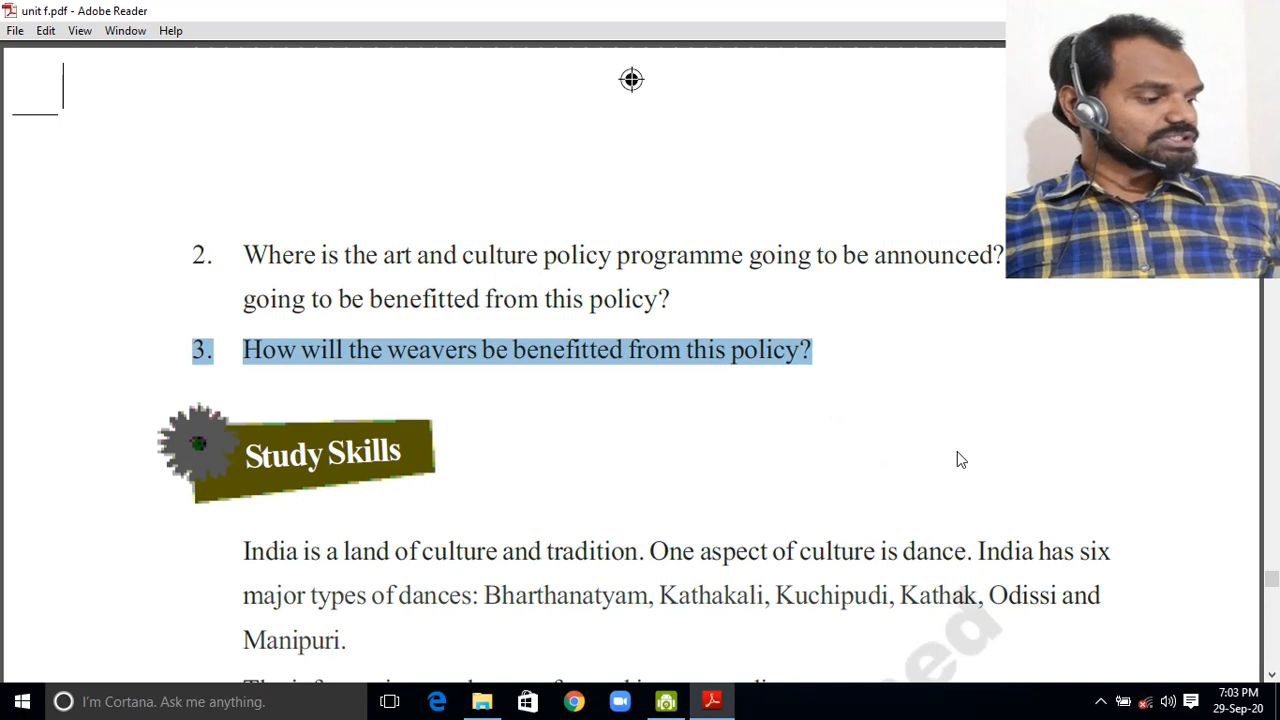 unit f.pdf - Adobe Reader
File Edit View Window Help
2. Where is the art and culture policy programme going to be announced?
going to be benefitted from this policy?
3. How will the weavers be benefitted from this policy?
Study Skills
India is a land of culture and tradition. One aspect of culture is dance. India has six
major types of dances: Bharthanatyam, Kathakali, Kuchipudi, Kathak, Odissi and
Manipuri.
I'm Cortana. Ask me anything.
7:03 PM
29-Sep-20